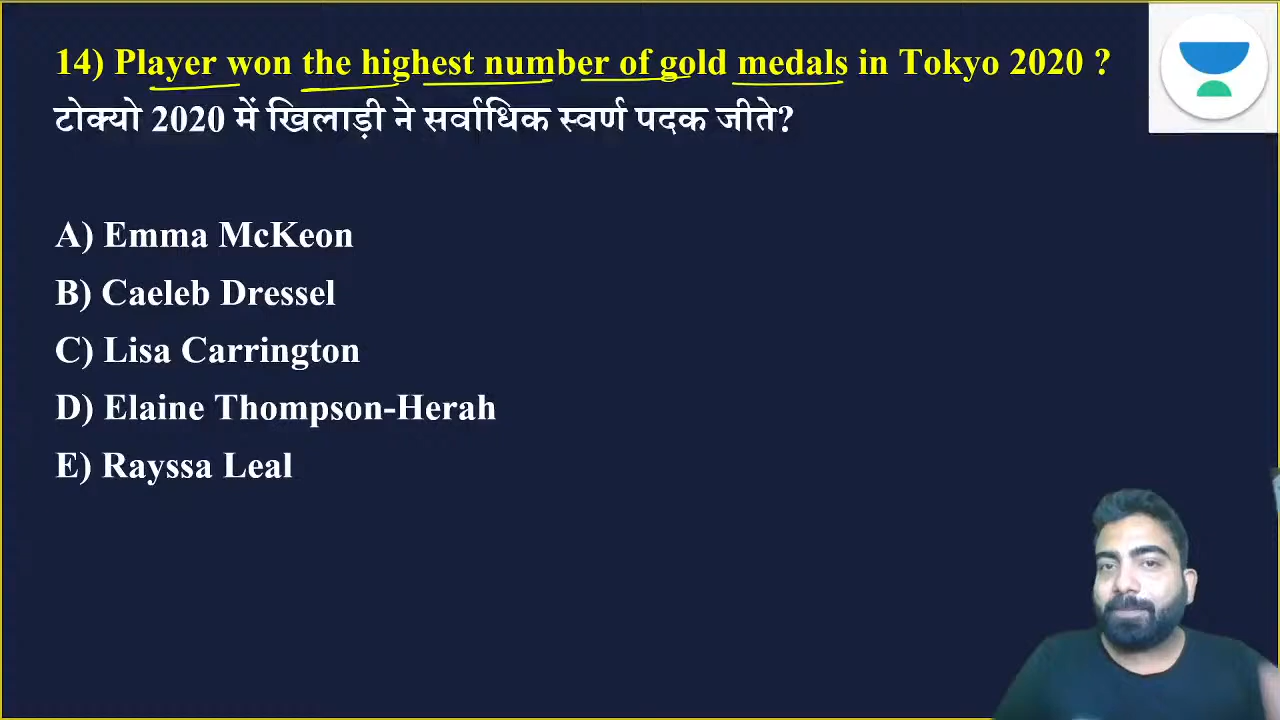 14) Player won the highest number of gold medals in Tokyo 2020 ?
टोक्यो 2020 में खिलाड़ी ने सर्वाधिक स्वर्ण पदक जीते?
A) Emma McKeon
B) Caeleb Dressel
C) Lisa Carrington
D) Elaine Thompson-Herah
E) Rayssa Leal